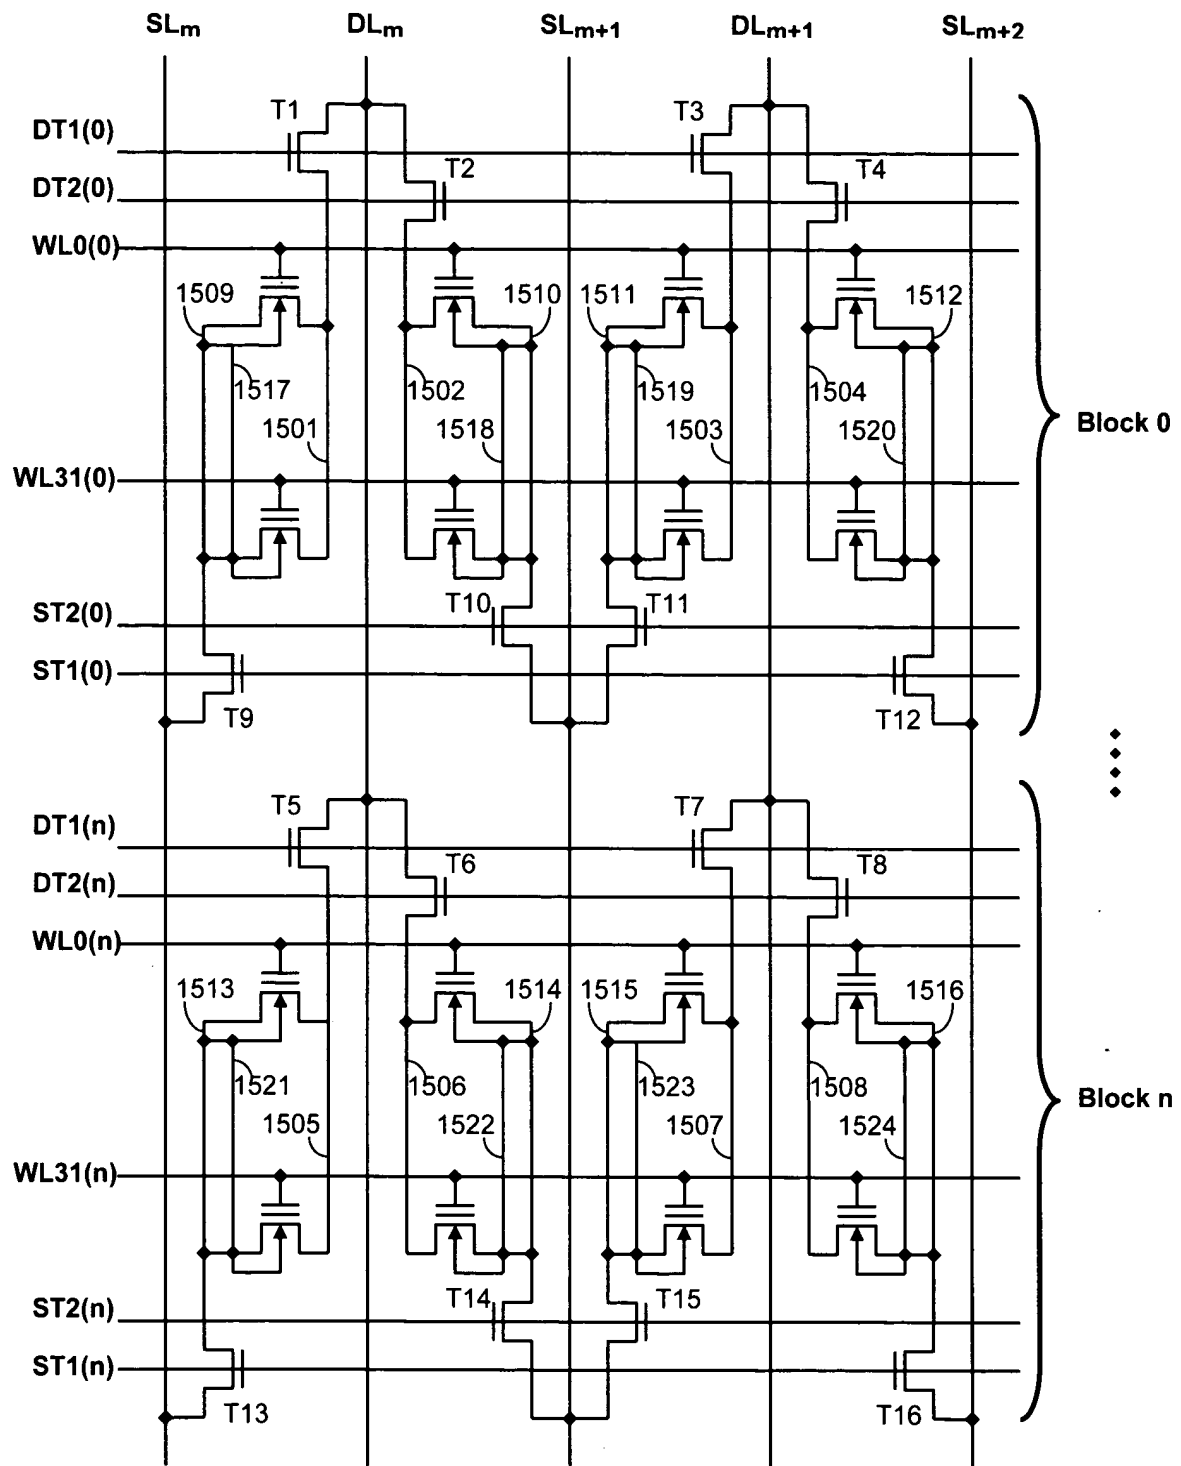 SLm DLm SLm+1 DLm+1 SLm+2
T1 T3
DT1(0)
T2 T4
DT2(0)
WL0(0)
1509 1510 1511 1512
1517 1502 1519 1504
1501 1518 1503 1520
Block 0
WL31(0)
T10 T11
ST2(0)
ST1(0)
T9 T12
T5 T7
DT1(n)
T6 T8
DT2(n)
WL0(n)
1513 1514 1515 1516
1521 1506 1523 1508
Block n
1505 1522 1507 1524
WL31(n)
T14 T15
ST2(n)
ST1(n)
T13 T16